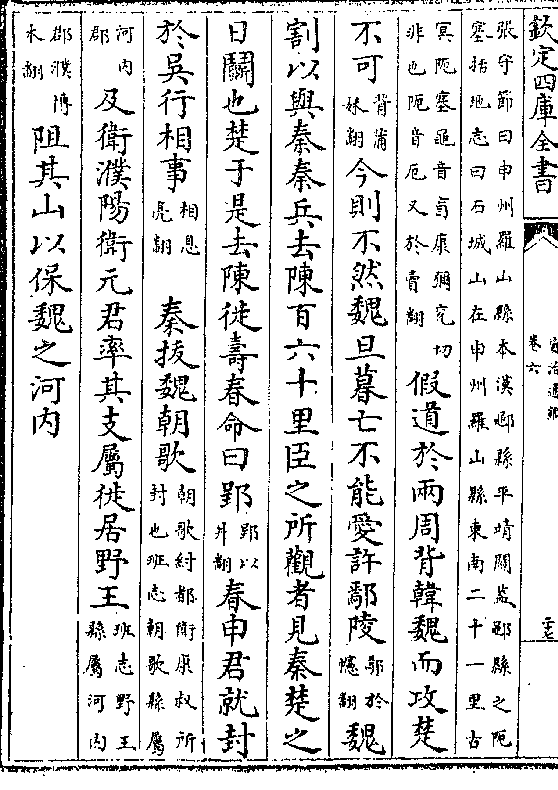 欽定四庫全書
資治通鑑
卷六
張守節曰申州羅山縣本漢鄳縣平靖關蓋鄳縣之阨
塞括地志曰石城山在申州羅山縣東南二十一里古
冥阨塞黽音盲康彌兖切
非也阨音厄又於賣翻
假道於兩周背韓魏而攻楚
不可背蒲
妹翻今則不然魏旦暮亡不能愛許鄢陵鄢於
憶翻魏
割以與秦秦兵去陳百六十里臣之所觀者見秦楚之
日鬭也楚于是去陳徙壽春命曰郢郢以
井翻春申君就封
於吳行相事相息
亮翻秦拔魏朝歌朝歌紂都衛康叔所
封也班志朝歌縣屬
河内
郡及衛濮陽衛元君率其支屬徙居野王班志野王
縣屬河内
郡濮博
木翻阻其山以保魏之河内